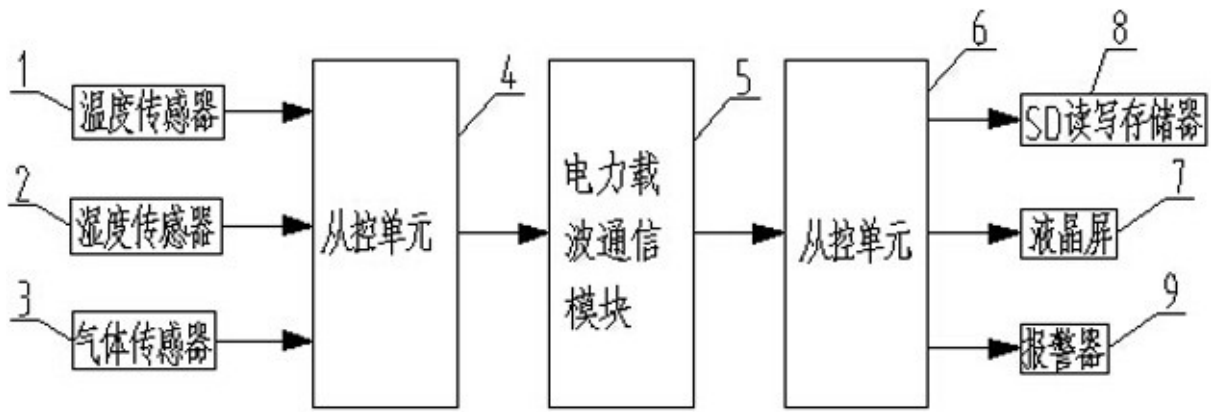 1
温度传感器
2
湿度传感器
3
气体传感器
从控单元
4
电力载
波通信
模块
5
从控单元
6
8
SD读写存储器
7
液晶屏
9
报警器